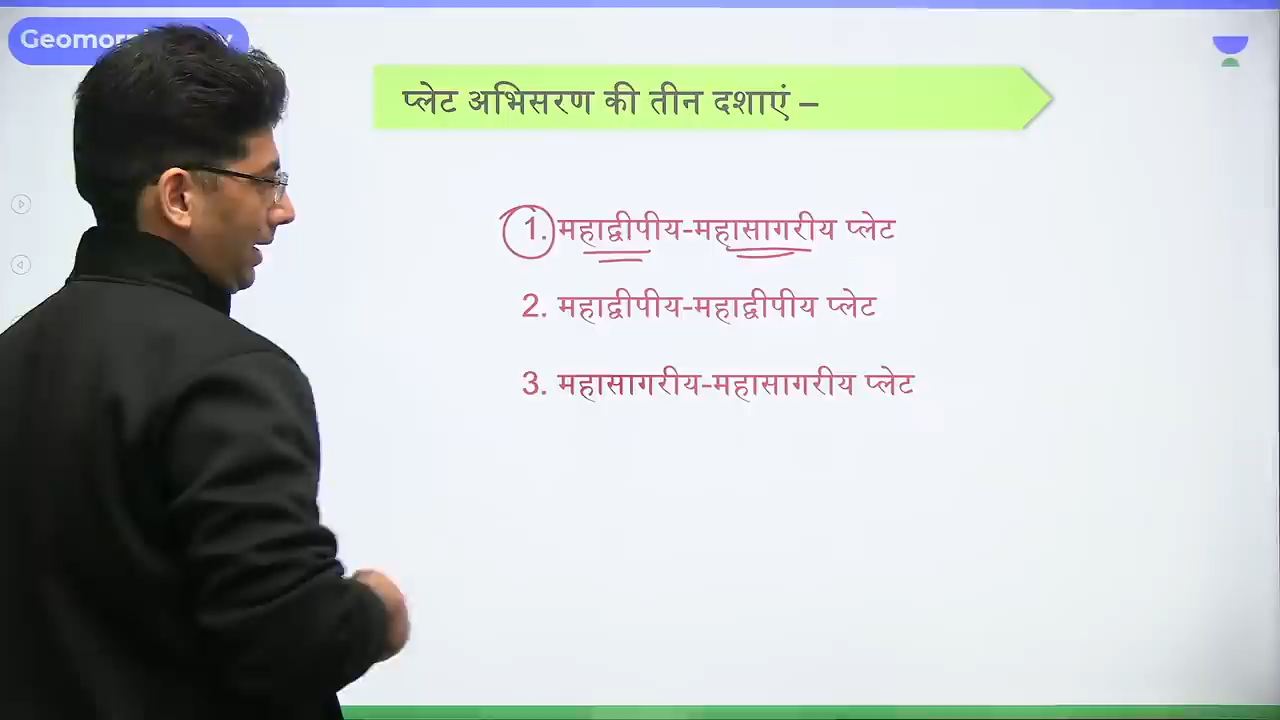 प्लेट अभिसरण की तीन दशाएं –
1. महाद्वीपीय-महासागरीय प्लेट
2. महाद्वीपीय-महाद्वीपीय प्लेट
3. महासागरीय-महासागरीय प्लेट